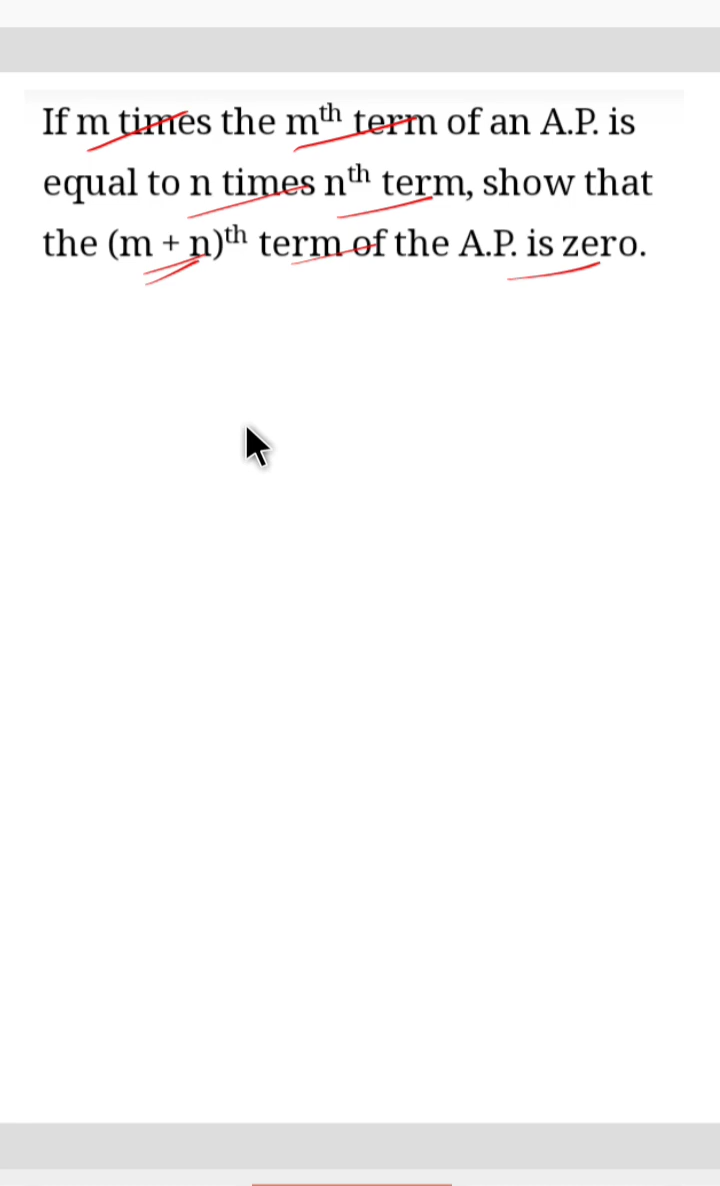 If m times the mth term of an A.P. is
equal to n times nth term, show that
the (m + n)th term of the A.P. is zero.